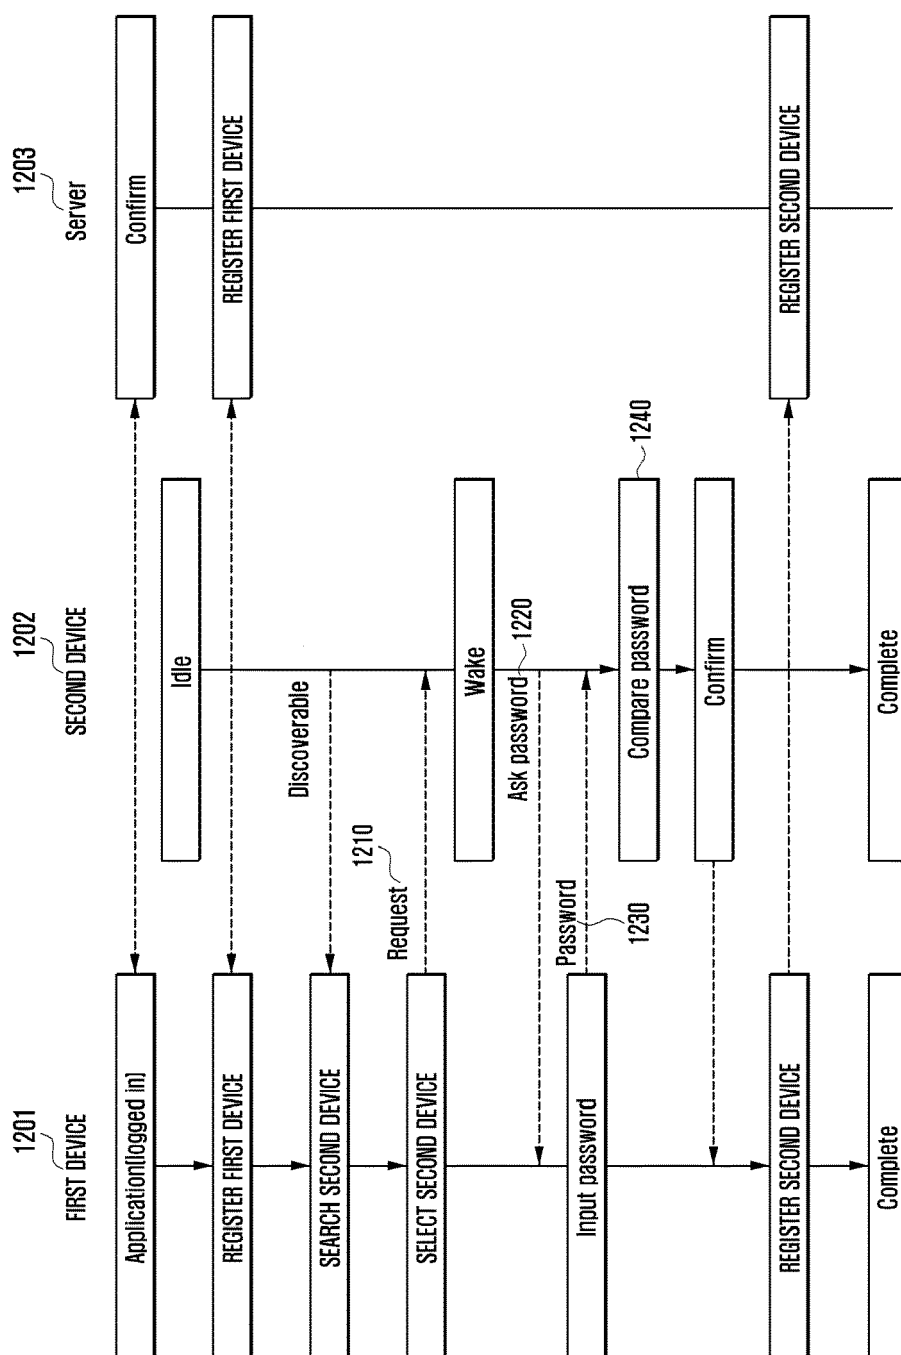 1201
FIRST DEVICE
1202
SECOND DEVICE
1203
Server
Application(logged in)
Confirm
Idle
REGISTER FIRST DEVICE
REGISTER FIRST DEVICE
Discoverable
SEARCH SECOND DEVICE
1210
Request
SELECT SECOND DEVICE
Wake
Ask password
1220
Password
1230
Input password
Compare password
1240
Confirm
REGISTER SECOND DEVICE
REGISTER SECOND DEVICE
Complete
Complete